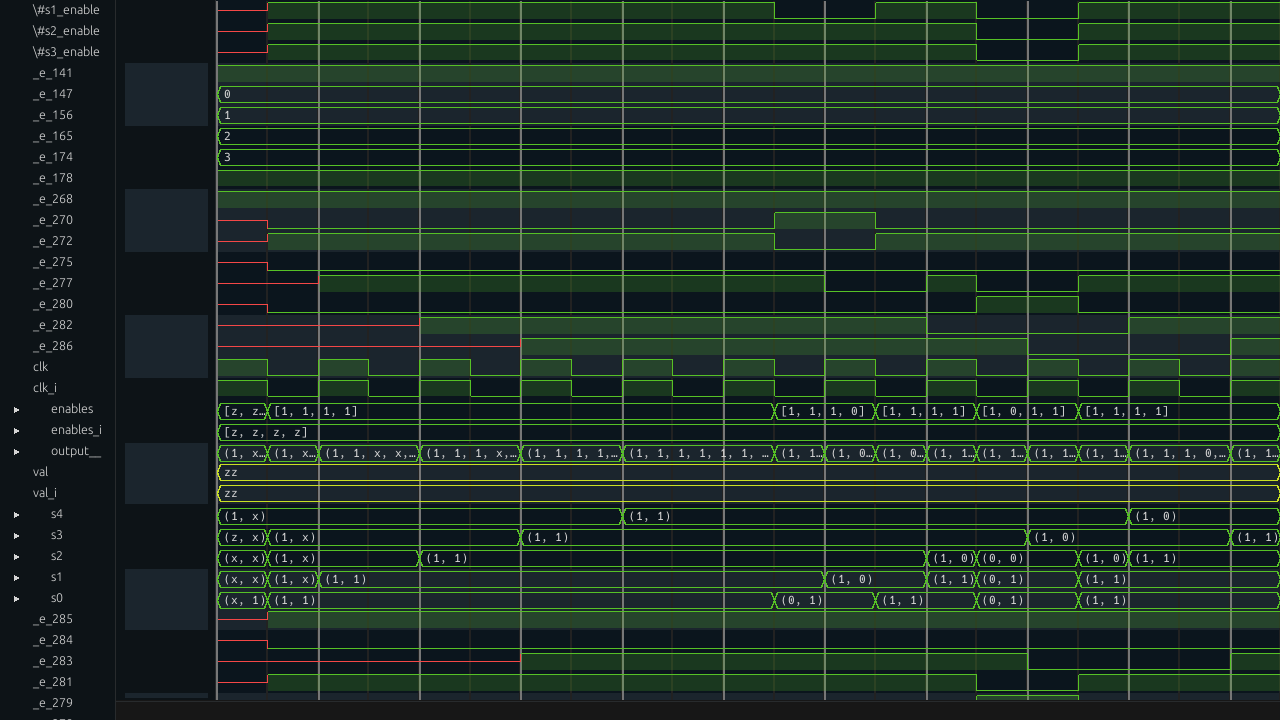 \#s1_enable
\#s2_enable
\#s3_enable
_e_141
_e_147 0
_e_156 1
_e_165 2
_e_174 3
_e_178
_e_268
_e_270
_e_272
_e_275
_e_277
_e_280
_e_282
_e_286
clk
clk_i
enables [z, z… [1, 1, 1, 1] [1, 1, 1, 0] [1, 1, 1, 1] [1, 0, 1, 1] [1, 1, 1, 1]
enables_i [z, z, z, z]
output__ (1, x… (1, x… (1, 1, x, x,… (1, 1, 1, x,… (1, 1, 1, 1,… (1, 1, 1, 1, 1, 1, … (1, 1… (1, 0… (1, 0… (1, 1… (1, 1… (1, 1… (1, 1, 1, 0,… (1, 1…
val zz
val_i zz
s4 (1, x) (1, 1) (1, 0)
s3 (z, x) (1, x) (1, 1) (1, 0) (1, 1)
s2 (x, x) (1, x) (1, 1) (1, 0) (0, 0) (1, 0) (1, 1)
s1 (x, x) (1, x) (1, 1) (1, 0) (1, 1) (0, 1) (1, 1)
s0 (x, 1) (1, 1) (0, 1) (1, 1) (0, 1) (1, 1)
_e_285
_e_284
_e_283
_e_281
_e_279